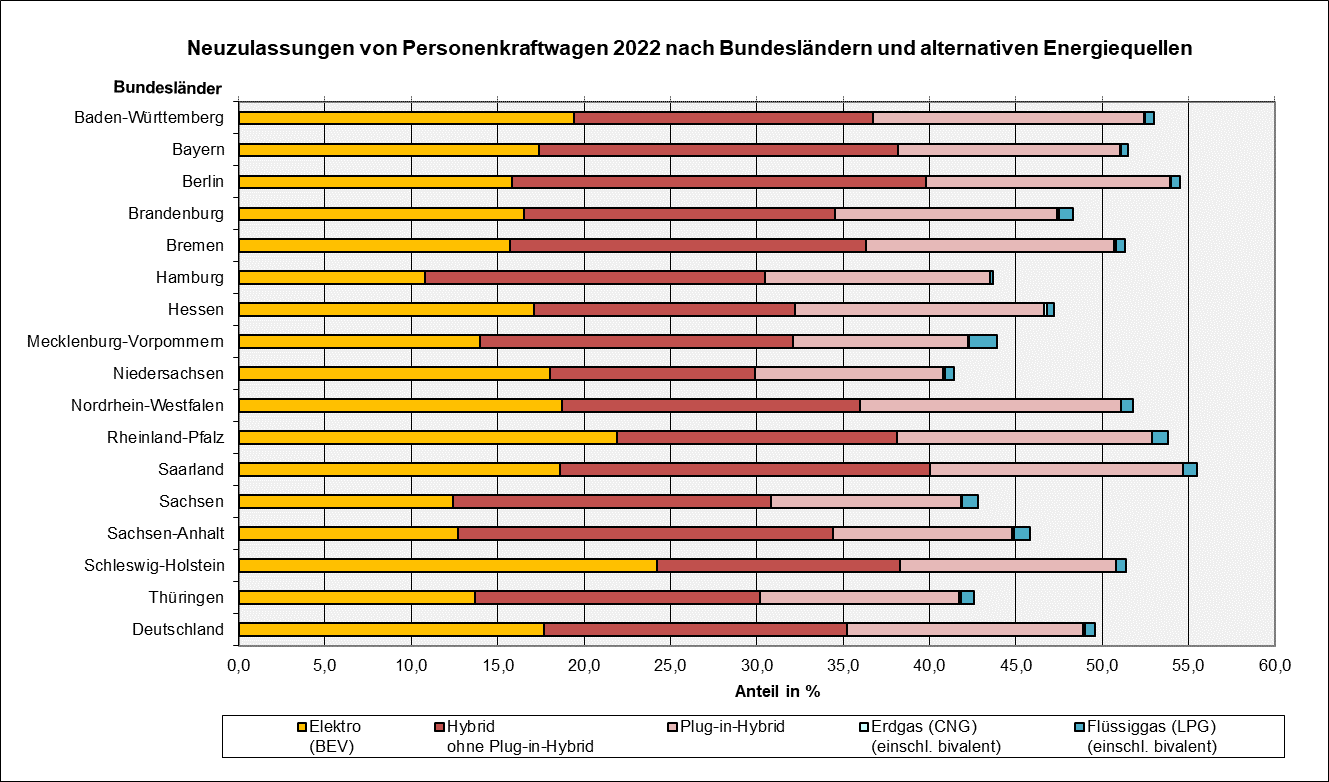 Neuzulassungen von Personenkraftwagen 2022 nach Bundesländern und alternativen Energiequellen
Bundesländer
Baden-Württemberg
Bayern
Berlin
Brandenburg
Bremen
Hamburg
Hessen
Mecklenburg-Vorpommern
Niedersachsen
Nordrhein-Westfalen
Rheinland-Pfalz
Saarland
Sachsen
Sachsen-Anhalt
Schleswig-Holstein
Thüringen
Deutschland
0,0 5,0 10,0 15,0 20,0 25,0 30,0 35,0 40,0 45,0 50,0 55,0 60,0
Anteil in %
Elektro Hybrid Plug-in-Hybrid Erdgas (CNG) Flüssiggas (LPG)
(BEV) ohne Plug-in-Hybrid (einschl. bivalent) (einschl. bivalent)